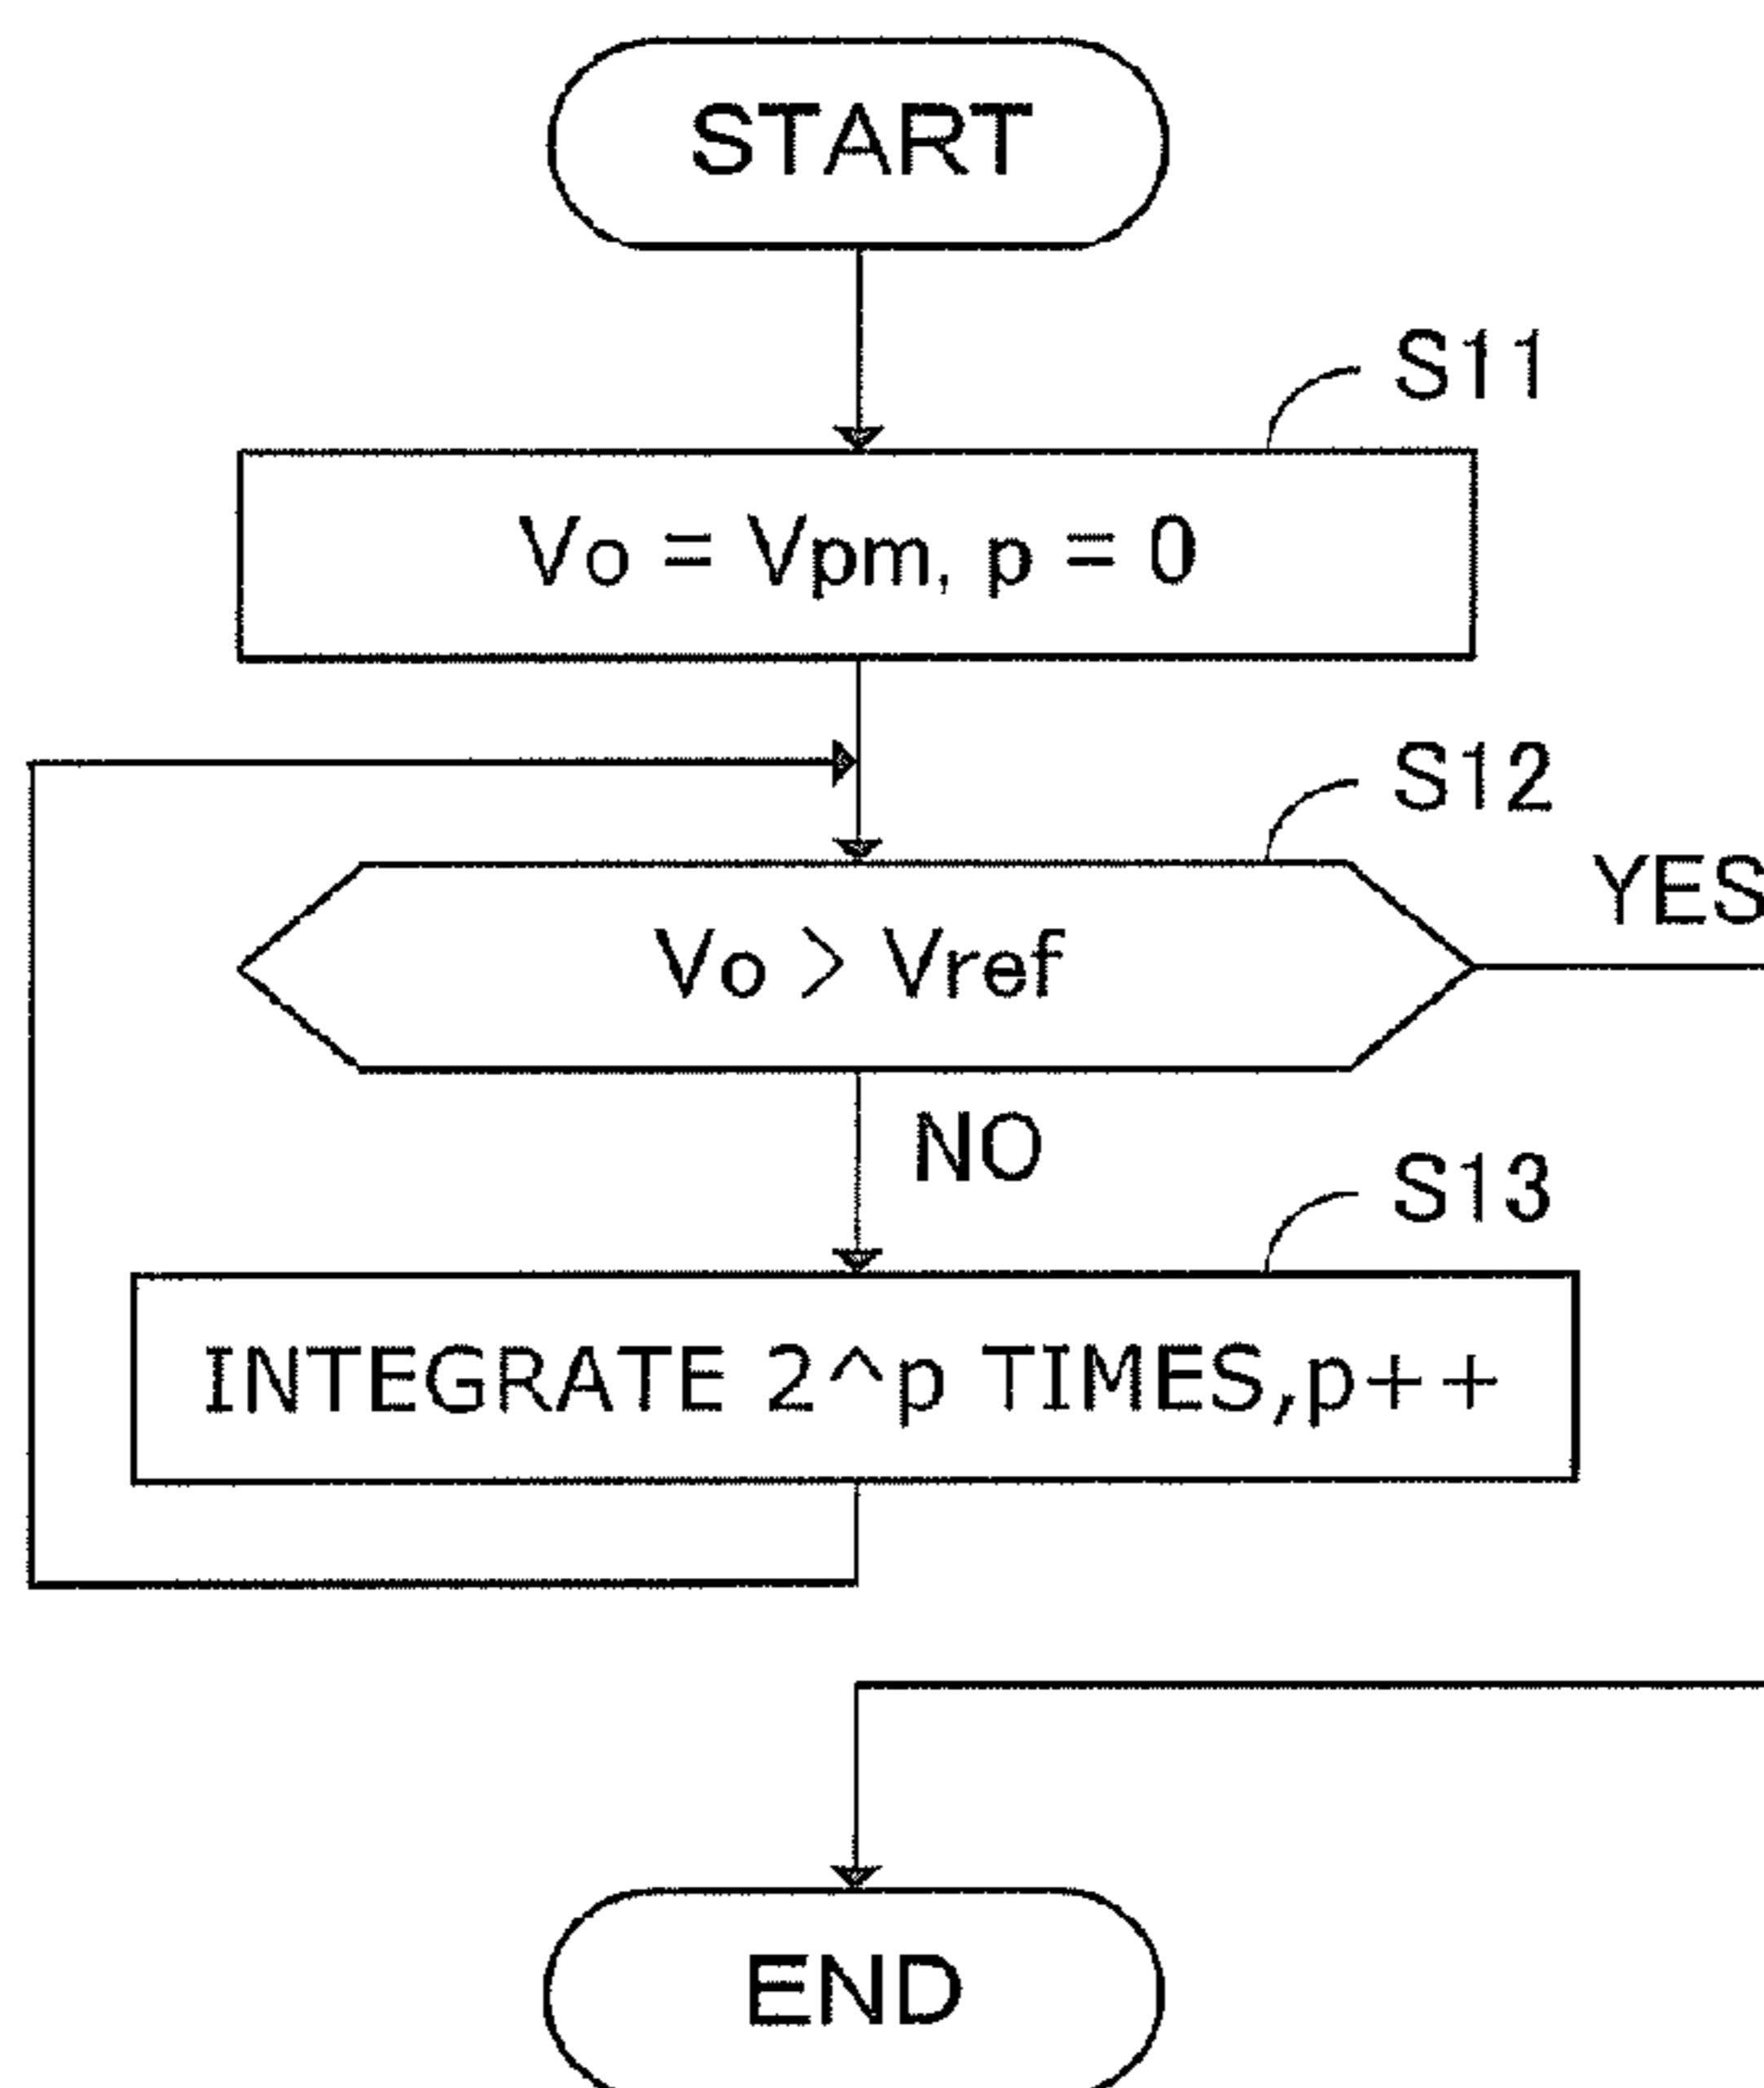 START
S11
Vo = Vpm, p = 0
S12
YES
Vo > Vref
NO
S13
INTEGRATE 2^p TIMES,p++
END